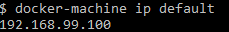 $ docker-machine ip default
192.168.99.100